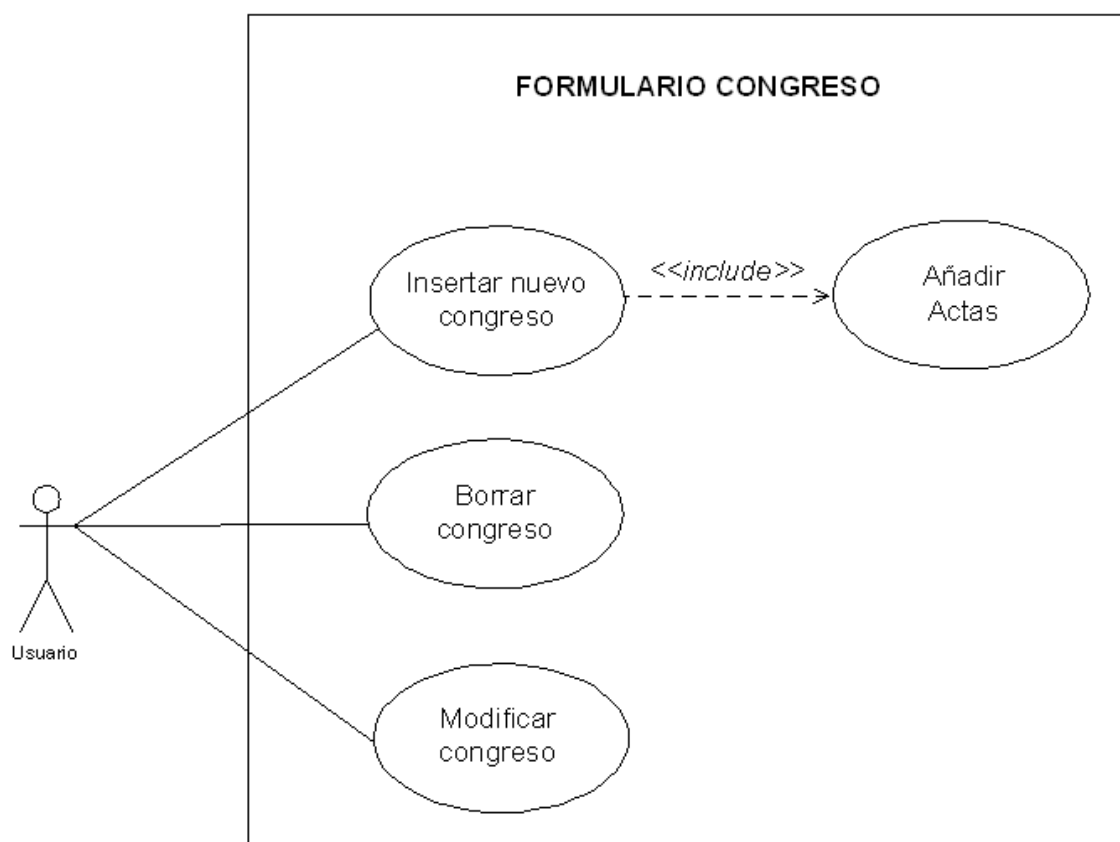 FORMULARIO CONGRESO
Insertar nuevo
congreso
<<include>>
Añadir
Actas
Borrar
congreso
Usuario
Modificar
congreso